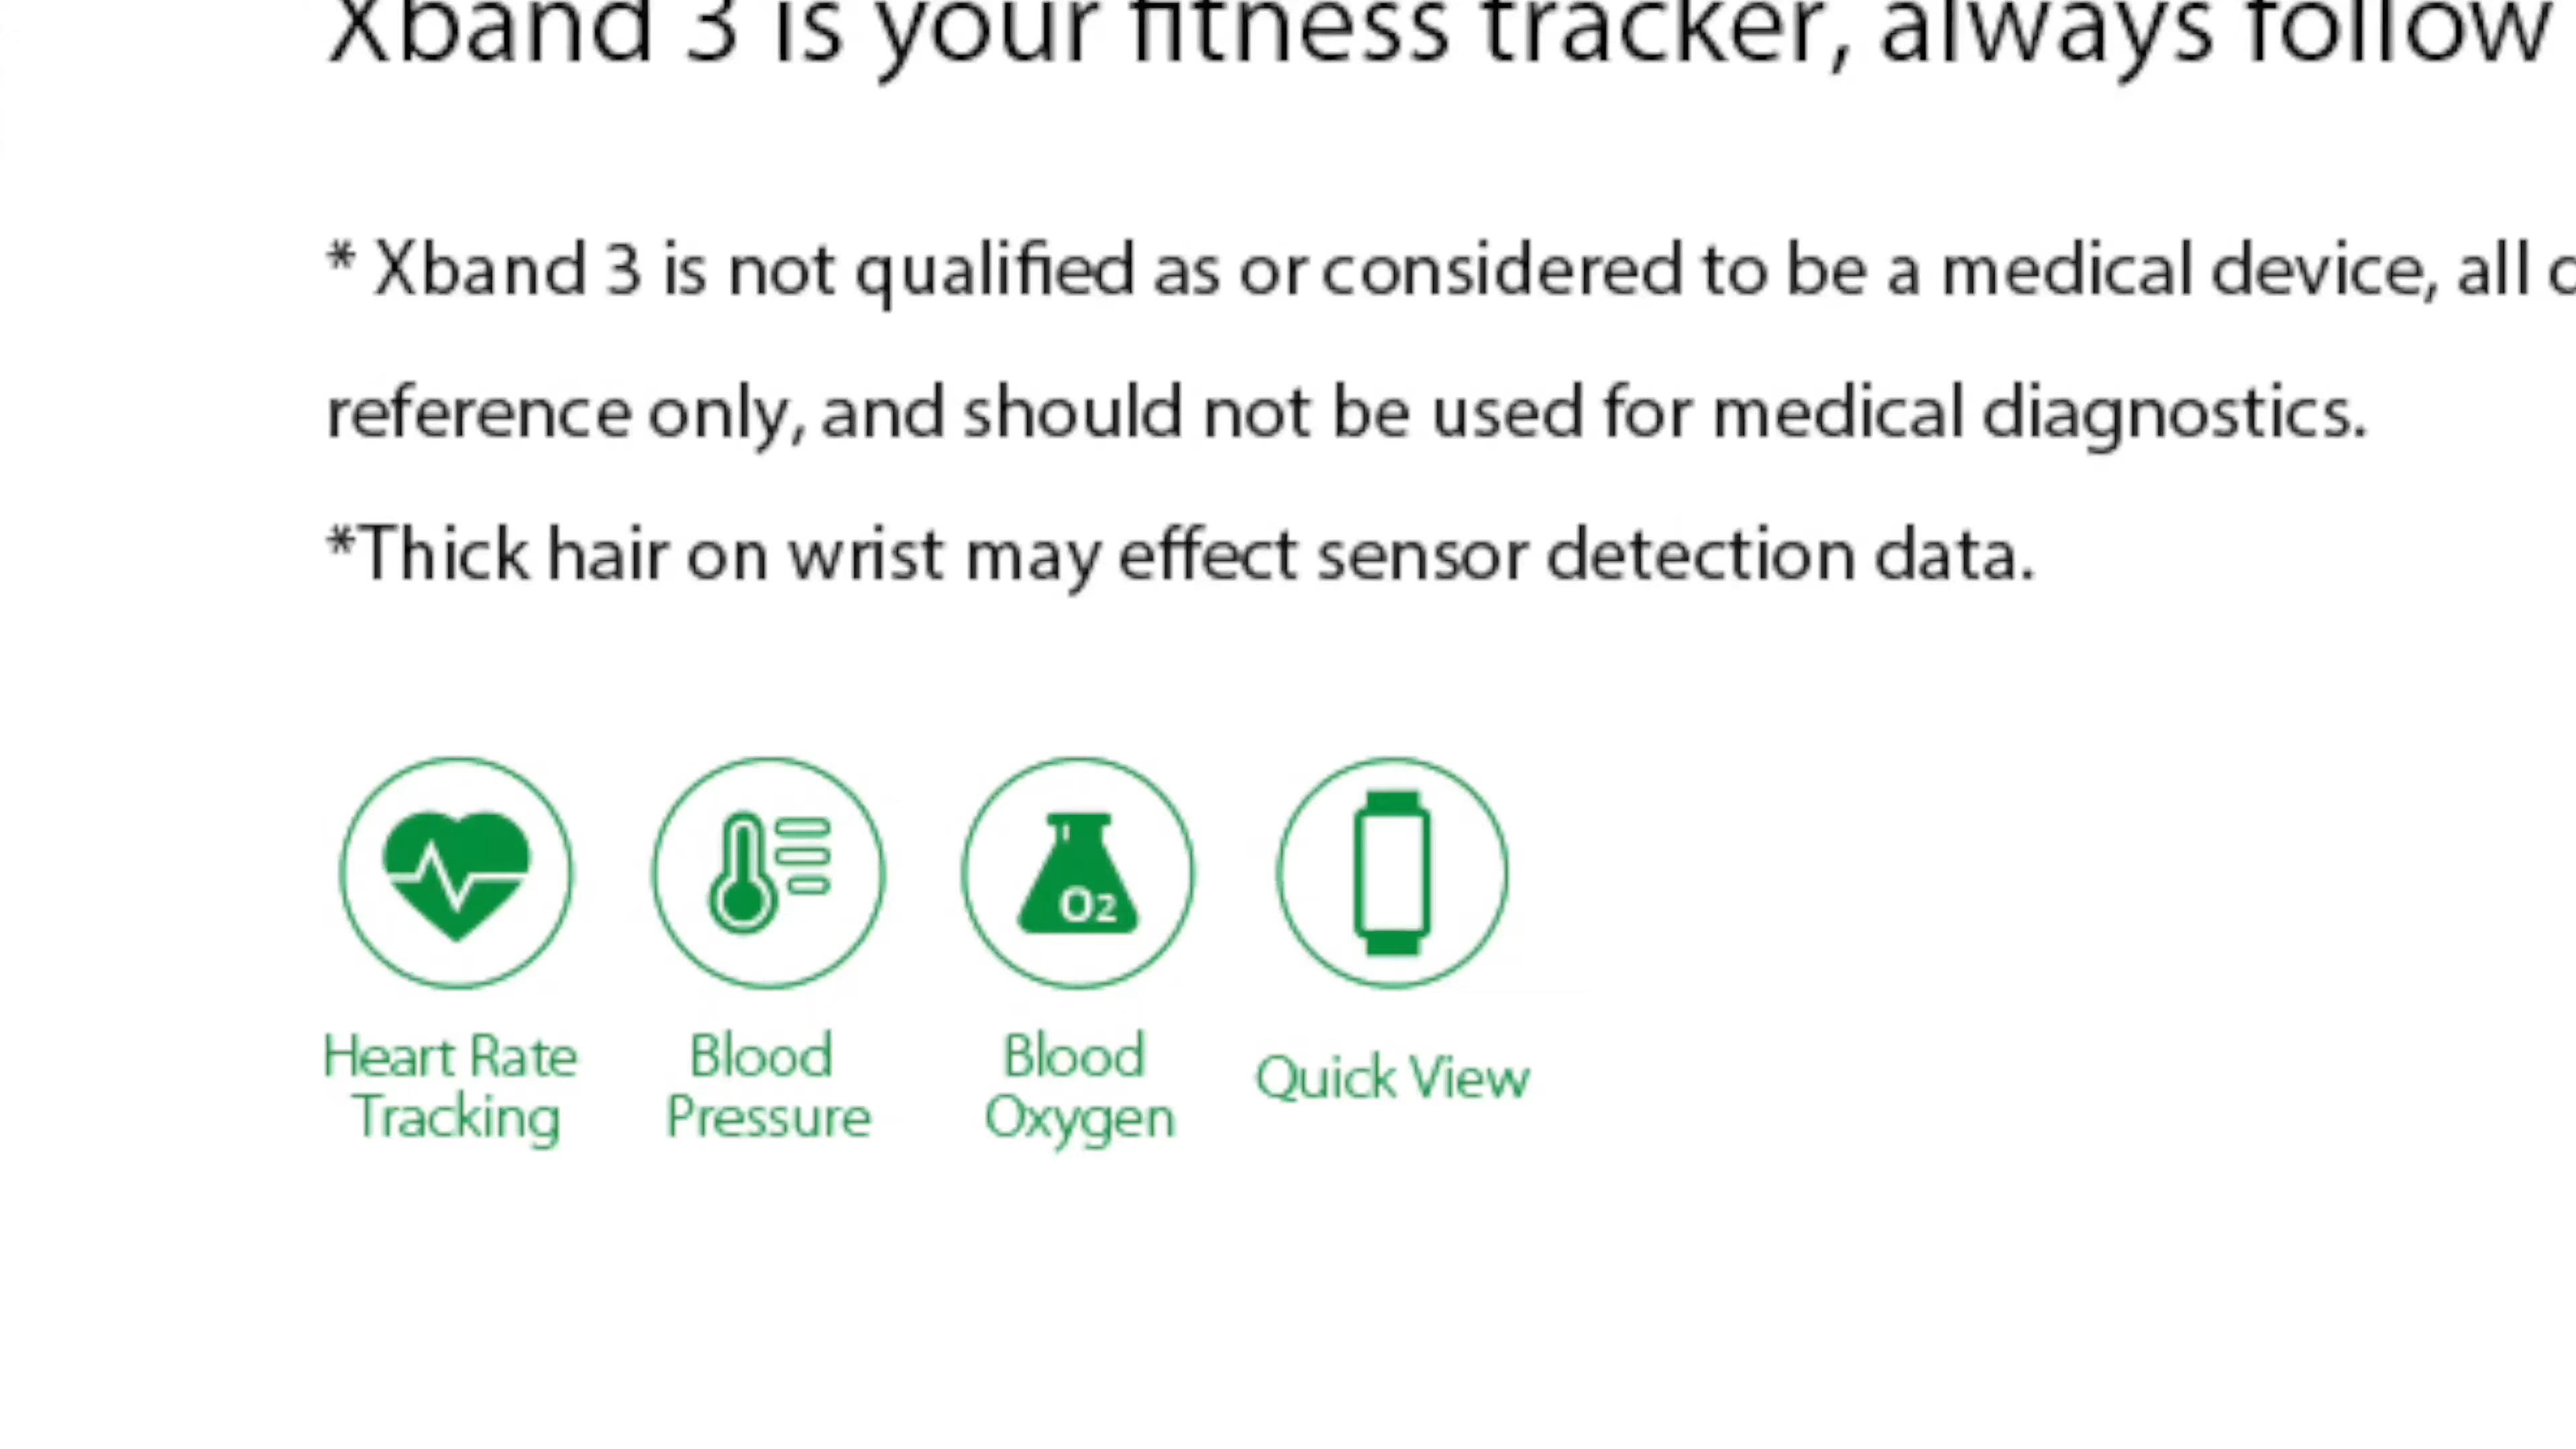 Xband 3 is your fitness tracker, always follow
* Xband 3 is not qualified as or considered to be a medical device, all
reference only, and should not be used for medical diagnostics.
*Thick hair on wrist may effect sensor detection data.
O2
Heart Rate
Tracking
Blood
Pressure
Blood
Oxygen
Quick View